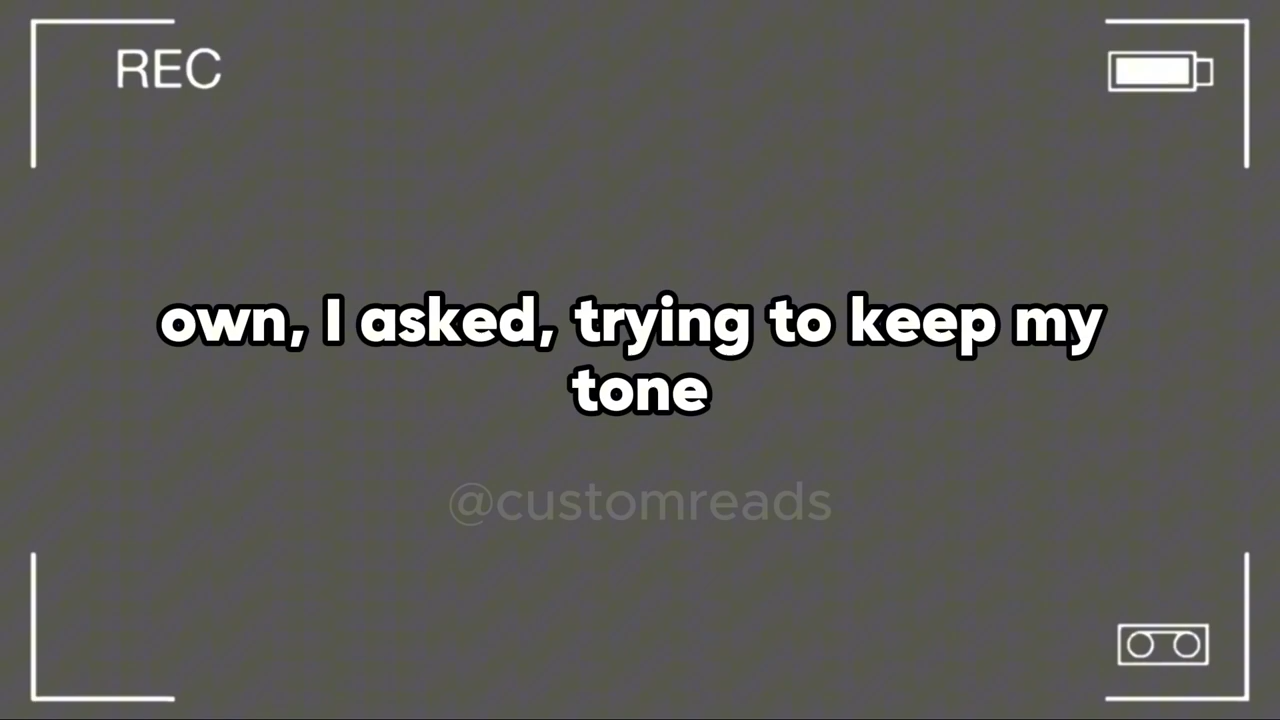 REC
own, I asked, trying to keep my
tone
@customreads